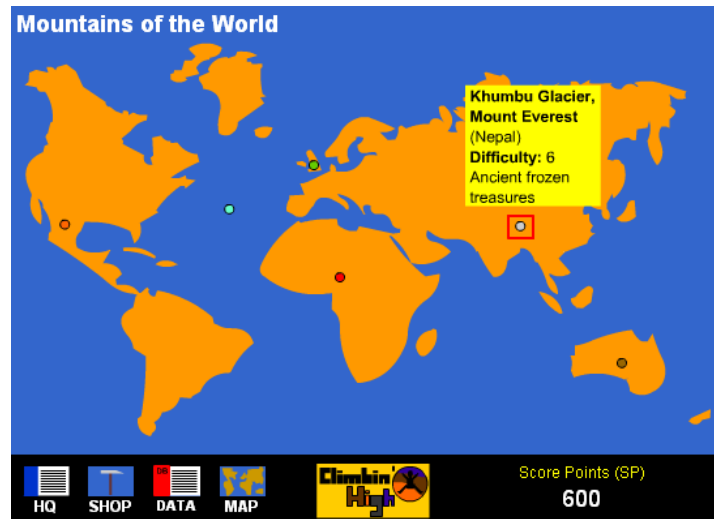 Mountains of the World
Khumbu Glacier,
Mount Everest
(Nepal)
Difficulty: 6
Ancient frozen
treasures
DB
HQ
SHOP
DATA
MAP
Climbin'
High
Score Points (SP)
600